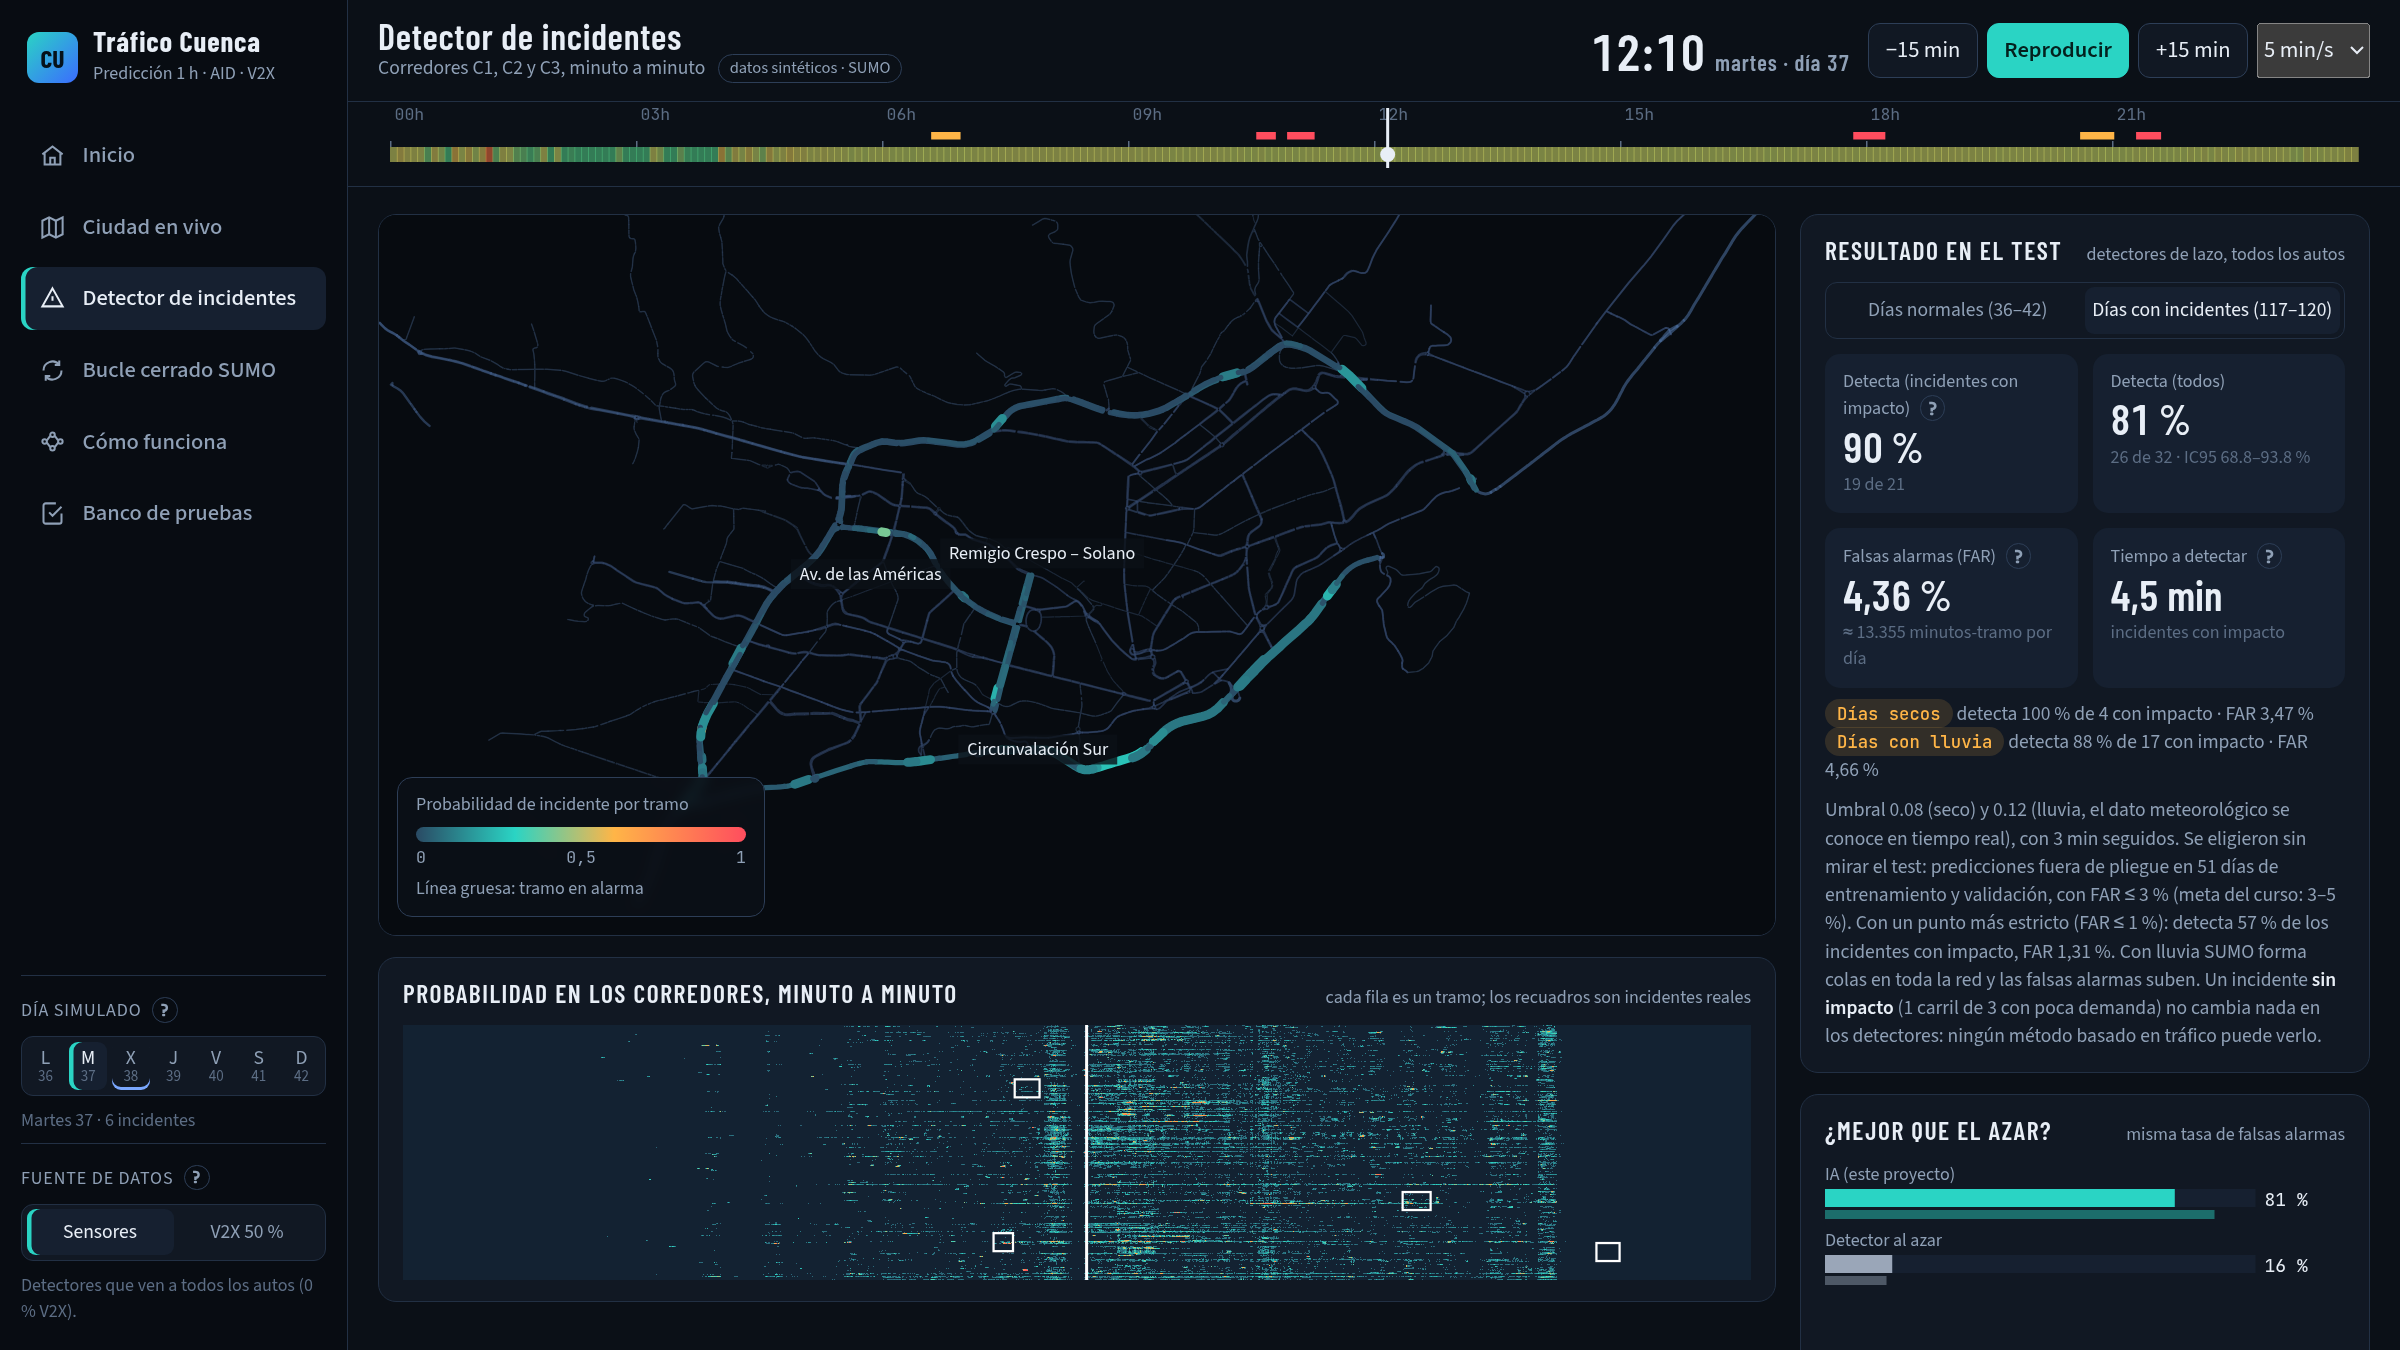 CU
Tráfico Cuenca
Predicción 1 h · AID · V2X
Inicio
Ciudad en vivo
Detector de incidentes
Bucle cerrado SUMO
Cómo funciona
Banco de pruebas
DÍA SIMULADO ?
L M X J V S D
36 37 38 39 40 41 42
Martes 37 · 6 incidentes
FUENTE DE DATOS ?
Sensores V2X 50 %
Detectores que ven a todos los autos (0
% V2X).
Detector de incidentes
Corredores C1, C2 y C3, minuto a minuto datos sintéticos · SUMO
12:10 martes · día 37
−15 min Reproducir +15 min 5 min/s
00h 03h 06h 09h 12h 15h 18h 21h
Remigio Crespo – Solano
Av. de las Américas
Circunvalación Sur
Probabilidad de incidente por tramo
0 0,5 1
Línea gruesa: tramo en alarma
PROBABILIDAD EN LOS CORREDORES, MINUTO A MINUTO
cada fila es un tramo; los recuadros son incidentes reales
RESULTADO EN EL TEST detectores de lazo, todos los autos
Días normales (36–42) Días con incidentes (117–120)
Detecta (incidentes con
impacto) ?
90 %
19 de 21
Detecta (todos)
81 %
26 de 32 · IC95 68.8–93.8 %
Falsas alarmas (FAR) ?
4,36 %
≈ 13.355 minutos-tramo por
día
Tiempo a detectar ?
4,5 min
incidentes con impacto
Días secos detecta 100 % de 4 con impacto · FAR 3,47 %
Días con lluvia detecta 88 % de 17 con impacto · FAR
4,66 %
Umbral 0.08 (seco) y 0.12 (lluvia, el dato meteorológico se
conoce en tiempo real), con 3 min seguidos. Se eligieron sin
mirar el test: predicciones fuera de pliegue en 51 días de
entrenamiento y validación, con FAR ≤ 3 % (meta del curso: 3–5
%). Con un punto más estricto (FAR ≤ 1 %): detecta 57 % de los
incidentes con impacto, FAR 1,31 %. Con lluvia SUMO forma
colas en toda la red y las falsas alarmas suben. Un incidente sin
impacto (1 carril de 3 con poca demanda) no cambia nada en
los detectores: ningún método basado en tráfico puede verlo.
¿MEJOR QUE EL AZAR? misma tasa de falsas alarmas
IA (este proyecto)
81 %
Detector al azar
16 %